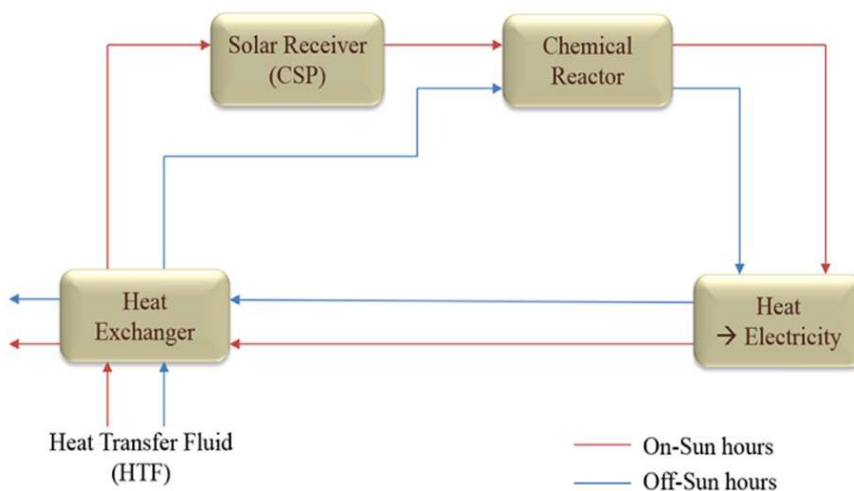 Solar Receiver
(CSP)
Chemical
Reactor
Heat
Exchanger
Heat
→ Electricity
Heat Transfer Fluid
(HTF)
On-Sun hours
Off-Sun hours